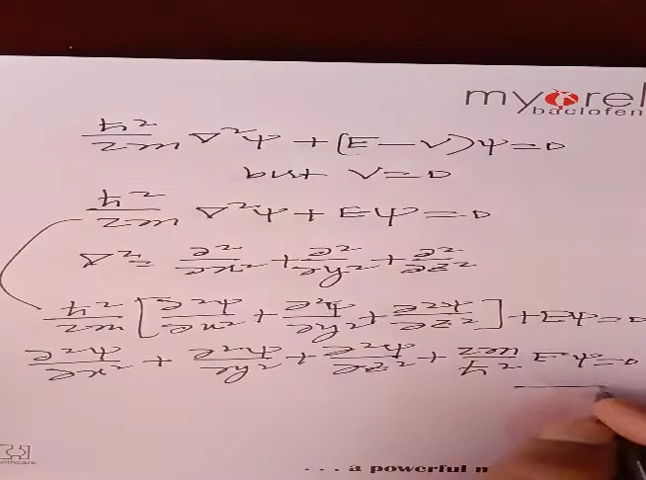 myorel
baclofen
ħ²/2m ∇²ψ + (E − V)ψ = 0
but V = 0
ħ²/2m ∇²ψ + Eψ = 0
∇² = ∂²/∂x² + ∂²/∂y² + ∂²/∂z²
ħ²/2m [∂²ψ/∂x² + ∂²ψ/∂y² + ∂²ψ/∂z²] + Eψ = 0
∂²ψ/∂x² + ∂²ψ/∂y² + ∂²ψ/∂z² + 2m/ħ² Eψ = 0
... a powerful